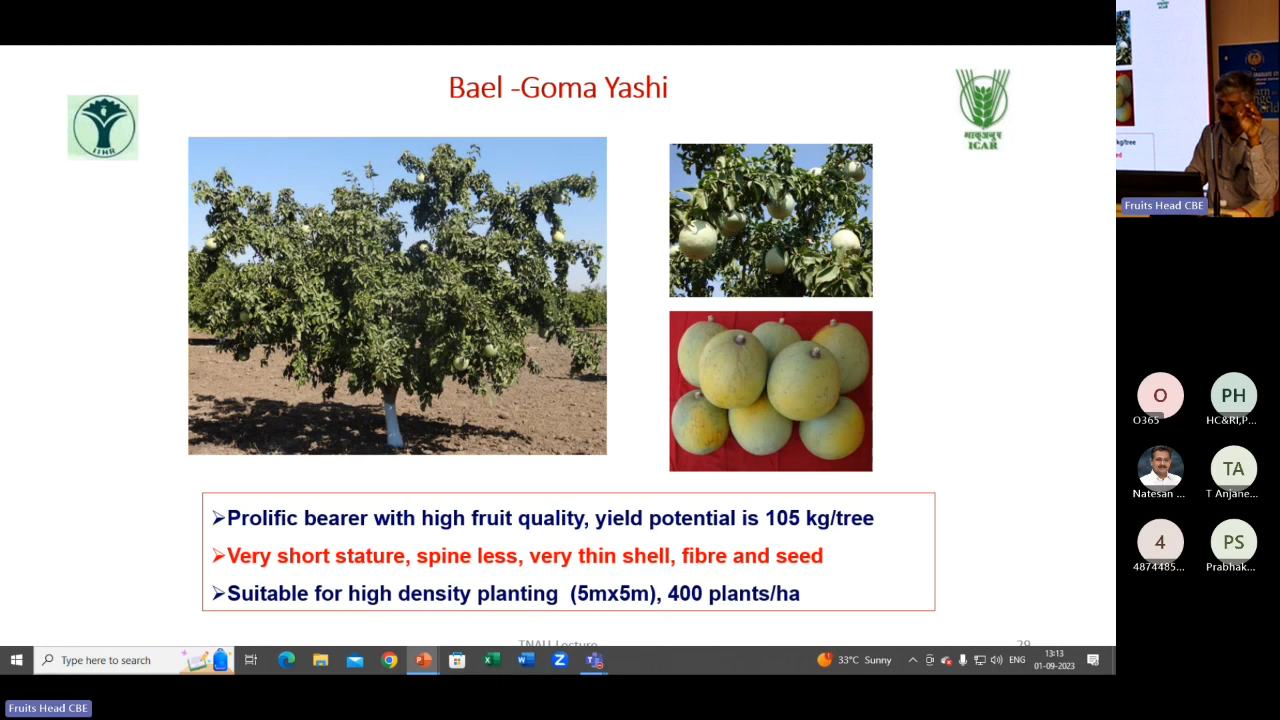 Bael -Goma Yashi
IIHR
भाकृअनुप
ICAR
➢Prolific bearer with high fruit quality, yield potential is 105 kg/tree
➢Very short stature, spine less, very thin shell, fibre and seed
➢Suitable for high density planting (5mx5m), 400 plants/ha
TNAU Lecture
29
Type here to search
33°C Sunny
ENG
13:13
01-09-2023
Fruits Head CBE
ICAR
kg/tree
Fruits Head CBE
O
O365
PH
HC&RI,P...
Natesan ...
TA
T Anjane...
4
4874485...
PS
Prabhak...